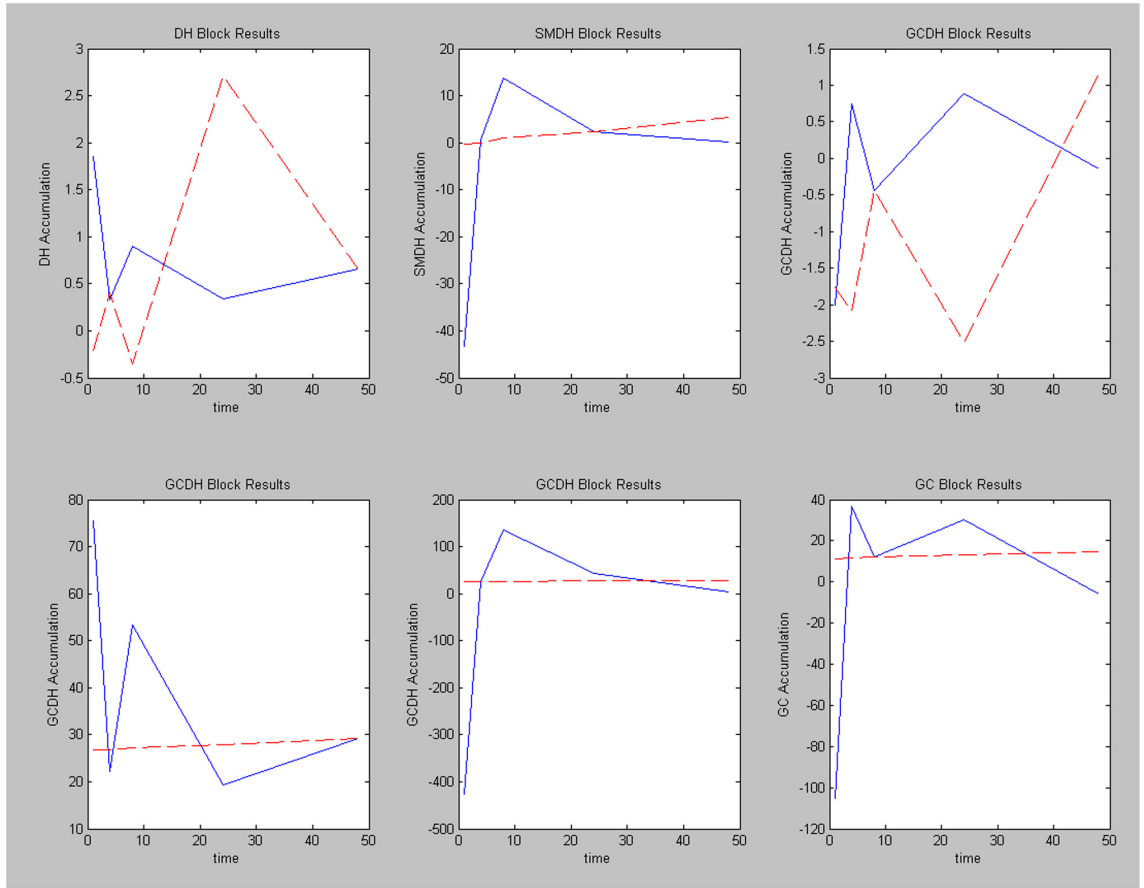 DH Block Results
3
2.5
2
1.5
1
0.5
0
-0.5
DH Accumulation
0 10 20 30 40 50
time
SMDH Block Results
20
10
0
-10
-20
-30
-40
-50
SMDH Accumulation
0 10 20 30 40 50
time
GCDH Block Results
1.5
1
0.5
0
-0.5
-1
-1.5
-2
-2.5
-3
GCDH Accumulation
0 10 20 30 40 50
time
GCDH Block Results
80
70
60
50
40
30
20
10
GCDH Accumulation
0 10 20 30 40 50
time
GCDH Block Results
200
100
0
-100
-200
-300
-400
-500
GCDH Accumulation
0 10 20 30 40 50
time
GC Block Results
40
20
0
-20
-40
-60
-80
-100
-120
GC Accumulation
0 10 20 30 40 50
time